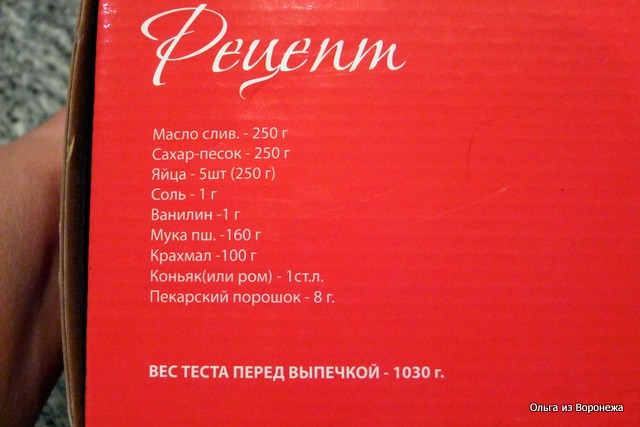 Рецепт
Масло слив. - 250 г
Сахар-песок - 250 г
Яйца - 5шт (250 г)
Соль - 1 г
Ванилин -1 г
Мука пш. -160 г
Крахмал -100 г
Коньяк(или ром) - 1ст.л.
Пекарский порошок - 8 г.
ВЕС ТЕСТА ПЕРЕД ВЫПЕЧКОЙ - 1030 г.
Ольга из Воронежа